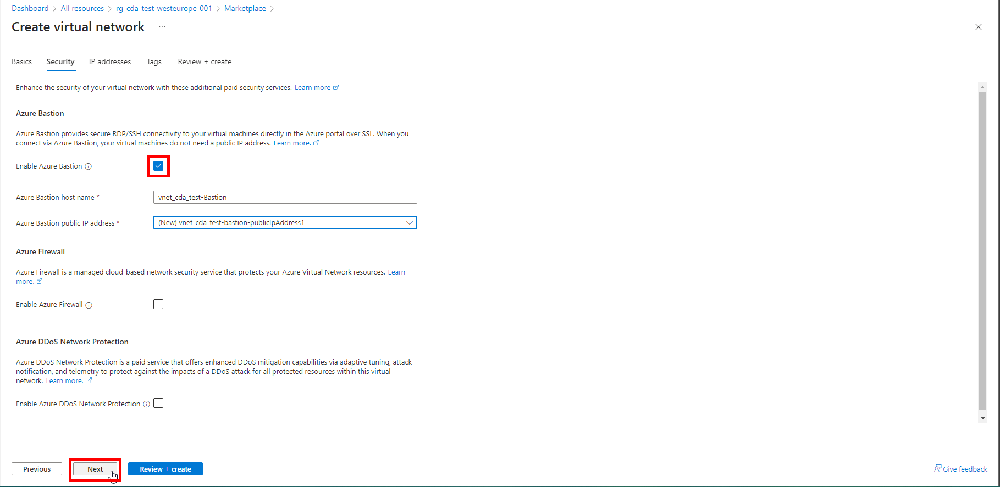 Dashboard > All resources > rg-cda-test-westeurope-001 > Marketplace >
Create virtual network ...
Basics Security IP addresses Tags Review + create
Enhance the security of your virtual network with these additional paid security services. Learn more
Azure Bastion
Azure Bastion provides secure RDP/SSH connectivity to your virtual machines directly in the Azure portal over SSL. When you
connect via Azure Bastion, your virtual machines do not need a public IP address. Learn more.
Enable Azure Bastion
Azure Bastion host name *
vnet_cda_test-Bastion
Azure Bastion public IP address *
(New) vnet_cda_test-bastion-publicIpAddress1
Azure Firewall
Azure Firewall is a managed cloud-based network security service that protects your Azure Virtual Network resources. Learn
more.
Enable Azure Firewall
Azure DDoS Network Protection
Azure DDoS Network Protection is a paid service that offers enhanced DDoS mitigation capabilities via adaptive tuning, attack
notification, and telemetry to protect against the impacts of a DDoS attack for all protected resources within this virtual
network. Learn more.
Enable Azure DDoS Network Protection
Previous Next Review + create Give feedback